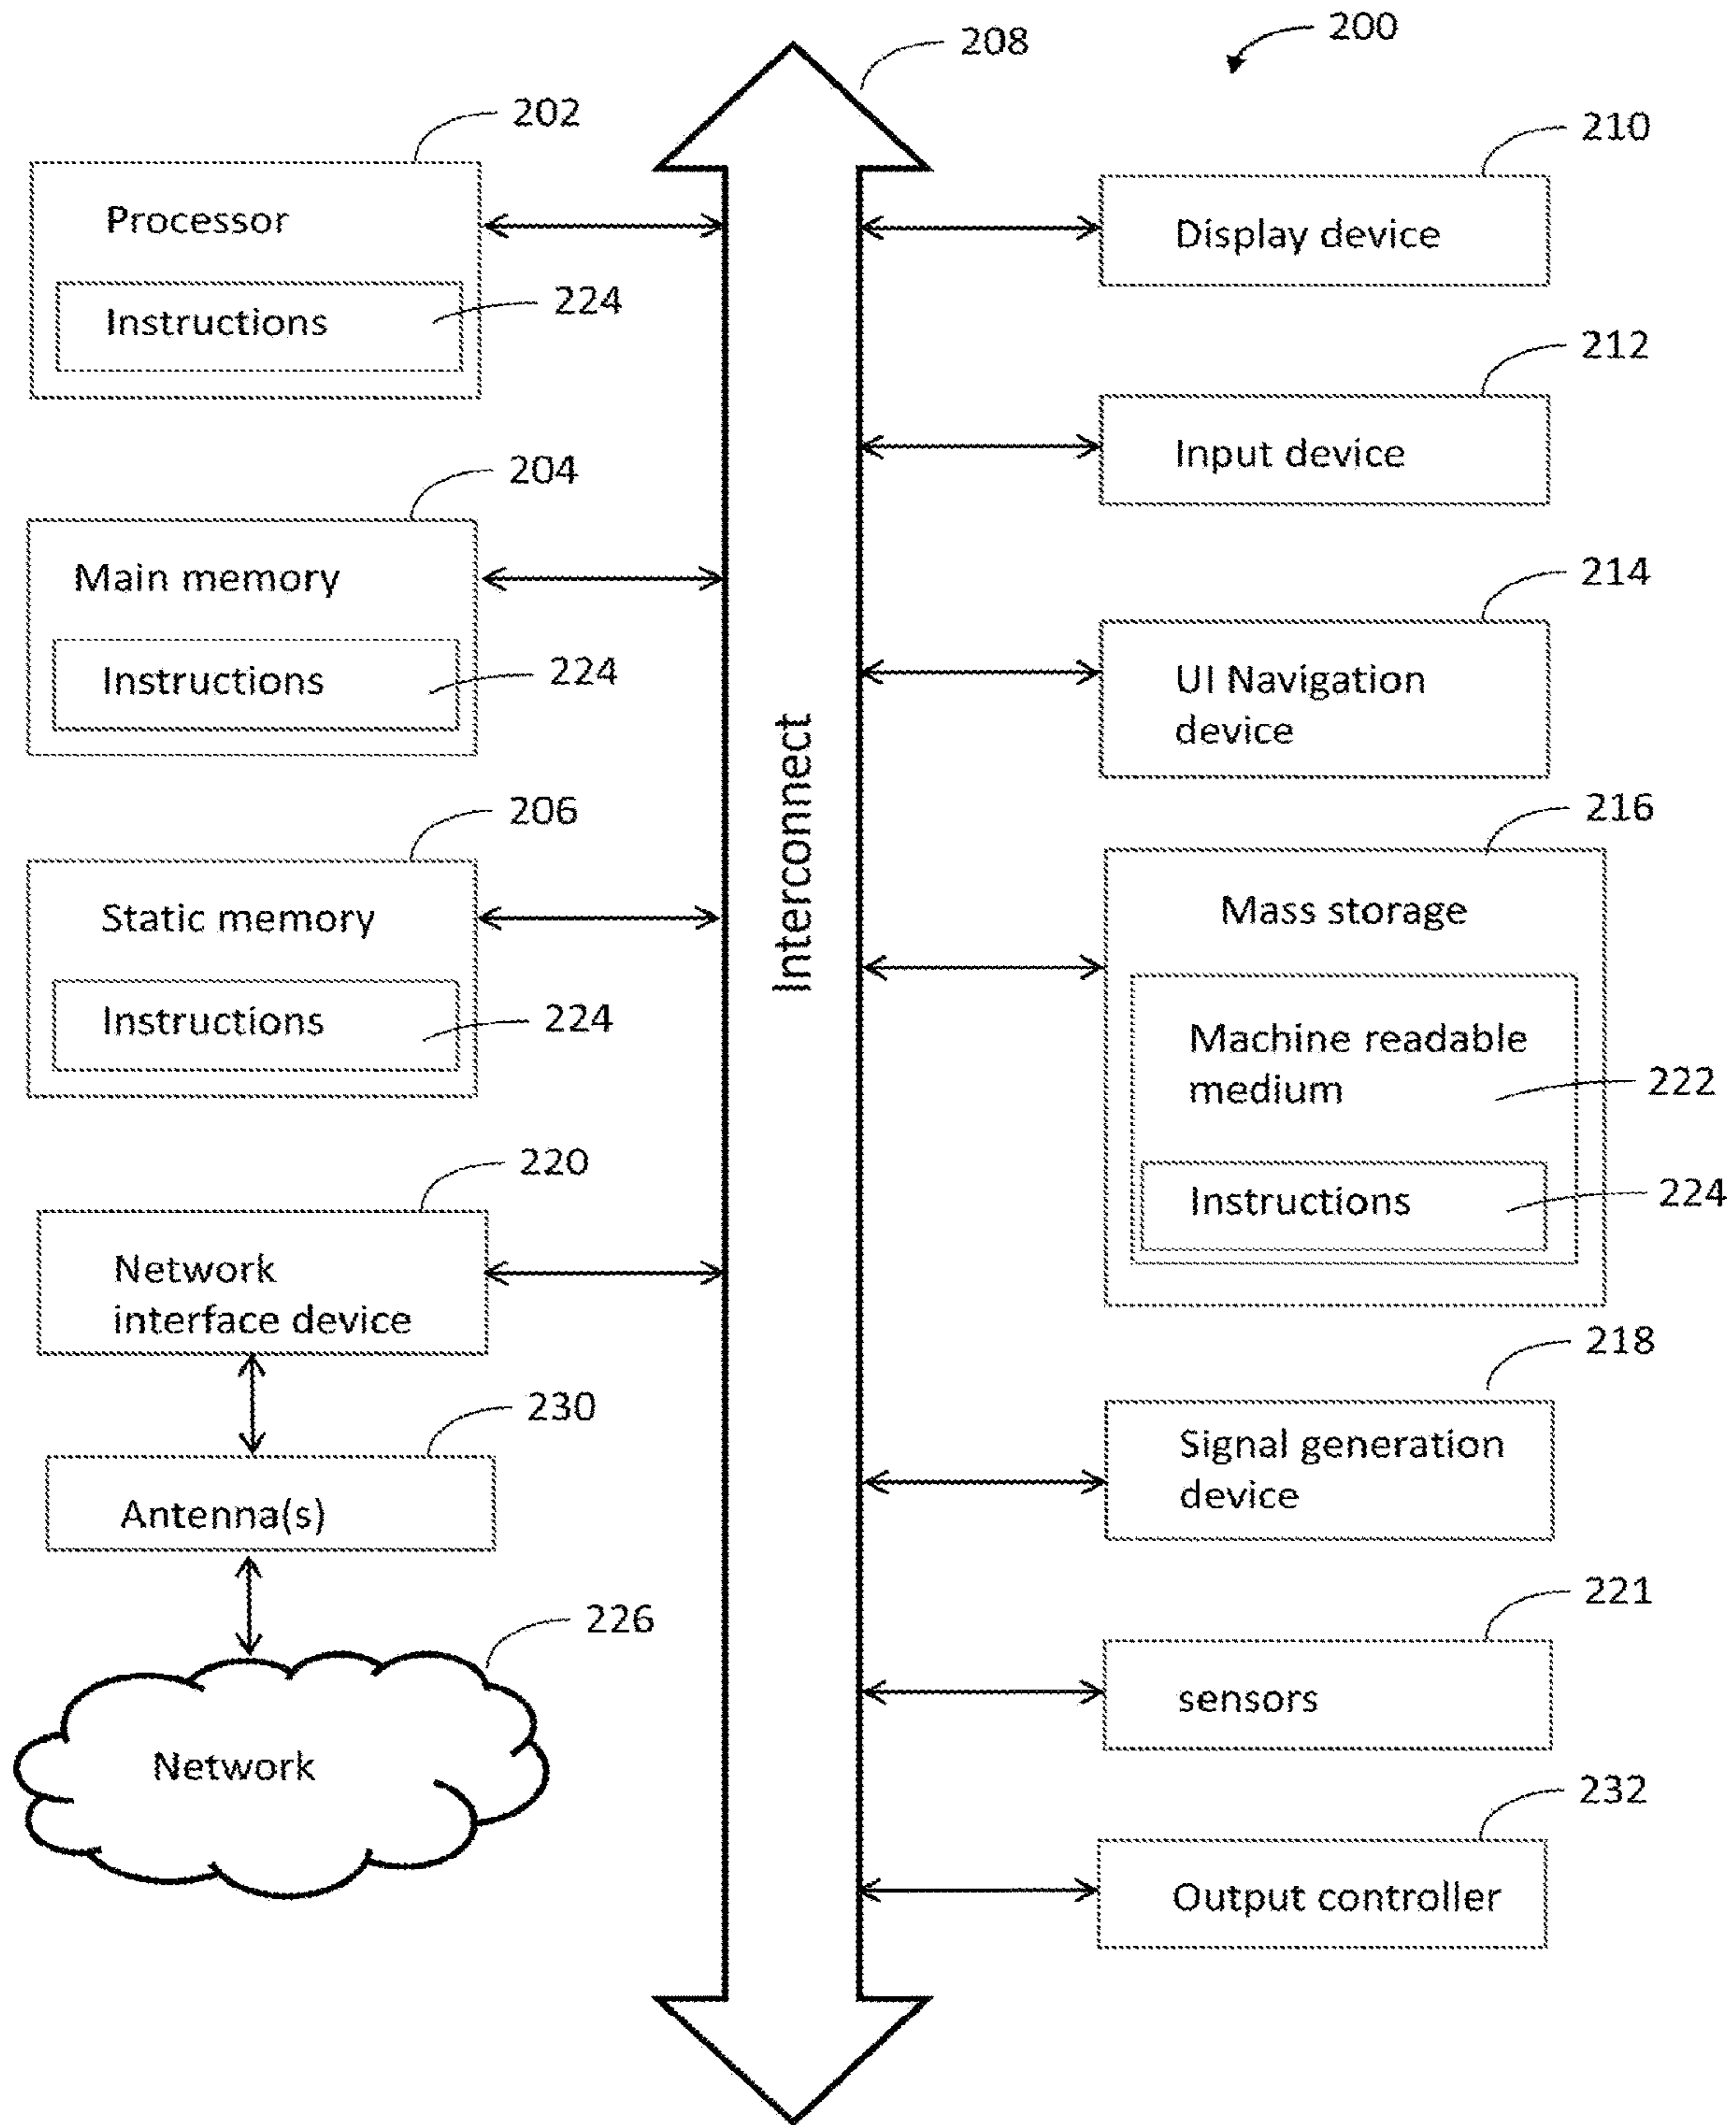 200
208
202
Processor
Instructions
224
204
Main memory
Instructions
224
206
Static memory
Instructions
224
220
Network
interface device
230
Antenna(s)
226
Network
Interconnect
210
Display device
212
Input device
214
UI Navigation
device
216
Mass storage
Machine readable
medium
222
Instructions
224
218
Signal generation
device
221
sensors
232
Output controller